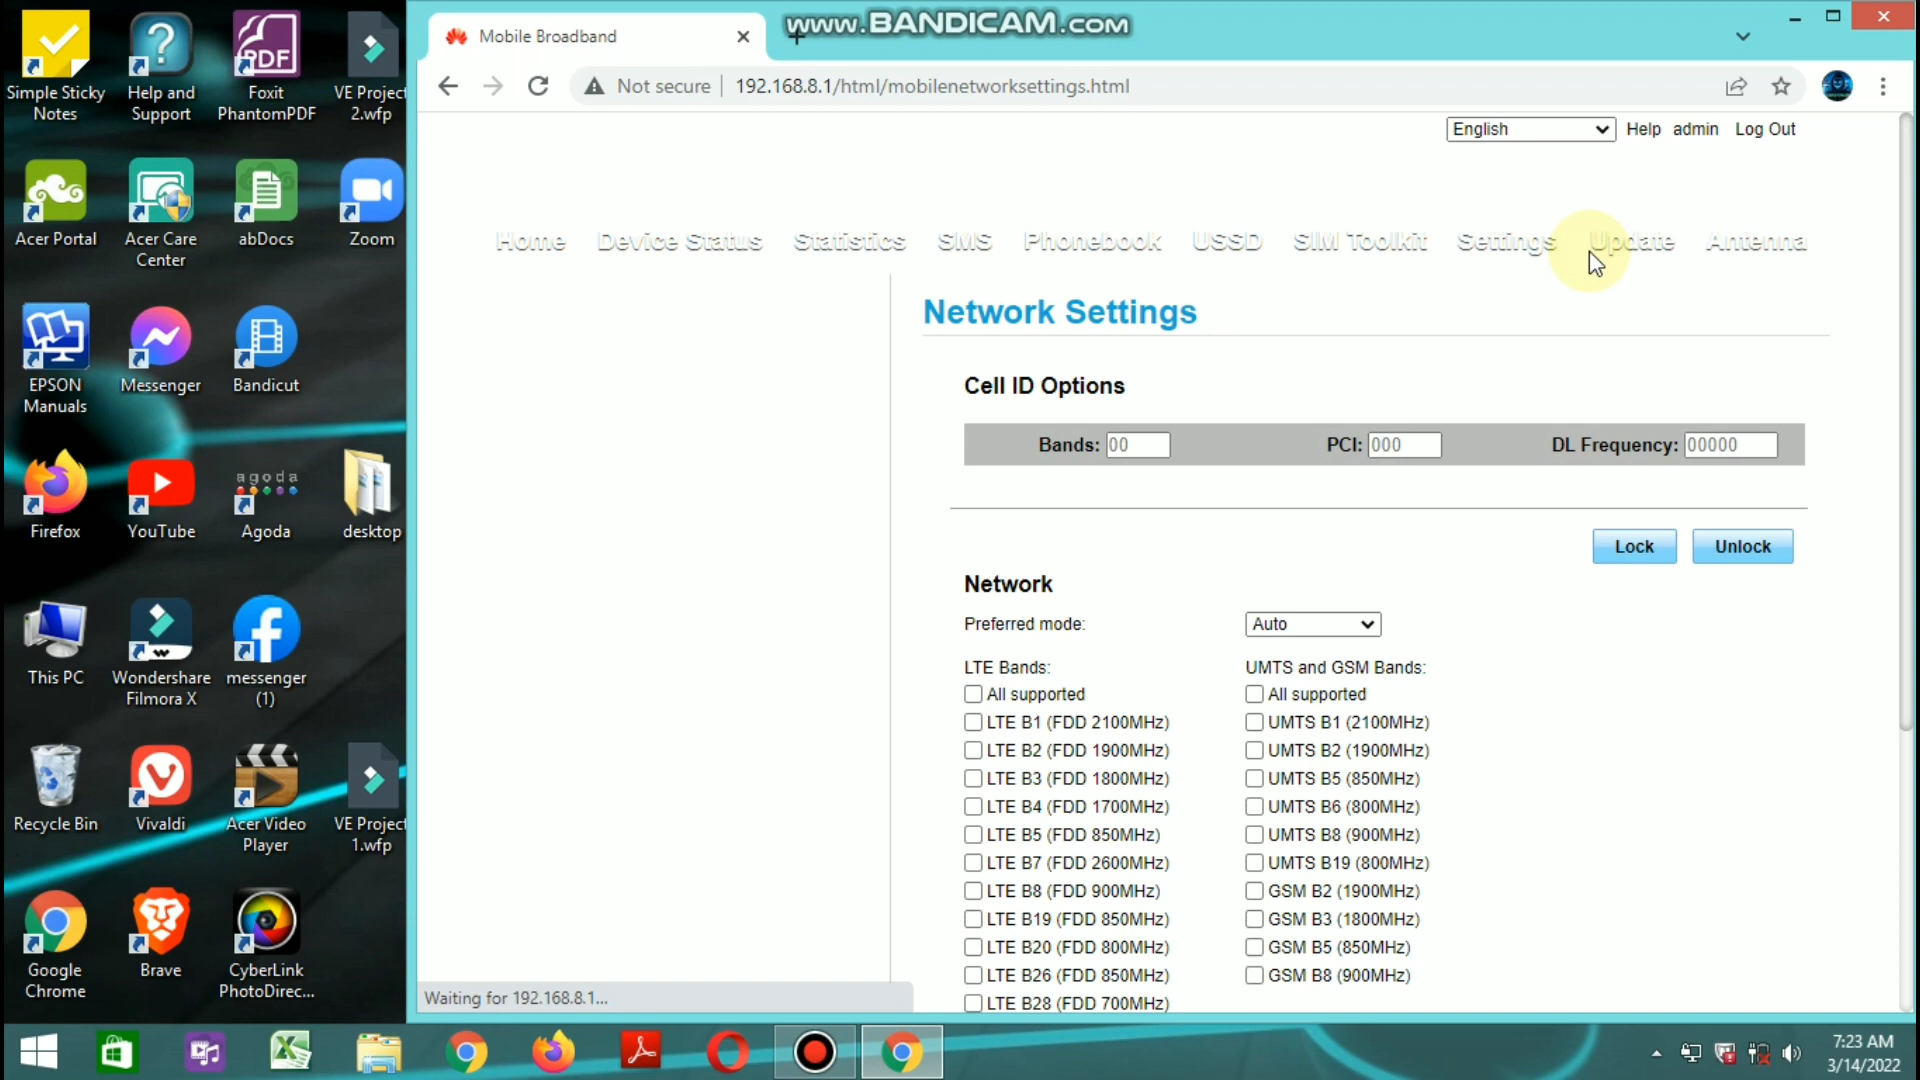 Simple Sticky
Notes
Help and
Support
PDF
Foxit
PhantomPDF
VE Project
2.wfp
Acer Portal
Acer Care
Center
abDocs
Zoom
EPSON
Manuals
Messenger
Bandicut
Firefox
YouTube
agoda
Agoda
desktop
This PC
Wondershare
Filmora X
messenger
(1)
Recycle Bin
Vivaldi
Acer Video
Player
VE Project
1.wfp
Google
Chrome
Brave
CyberLink
PhotoDirec...
Mobile Broadband
www.BANDICAM.com
Not secure
192.168.8.1/html/mobilenetworksettings.html
English Help admin Log Out
Home Device Status Statistics SMS Phonebook USSD SIM Toolkit Settings Update Antenna
Network Settings
Cell ID Options
Bands: 00 PCI: 000 DL Frequency: 00000
Lock Unlock
Network
Preferred mode: Auto
LTE Bands: UMTS and GSM Bands:
All supported All supported
LTE B1 (FDD 2100MHz) UMTS B1 (2100MHz)
LTE B2 (FDD 1900MHz) UMTS B2 (1900MHz)
LTE B3 (FDD 1800MHz) UMTS B5 (850MHz)
LTE B4 (FDD 1700MHz) UMTS B6 (800MHz)
LTE B5 (FDD 850MHz) UMTS B8 (900MHz)
LTE B7 (FDD 2600MHz) UMTS B19 (800MHz)
LTE B8 (FDD 900MHz) GSM B2 (1900MHz)
LTE B19 (FDD 850MHz) GSM B3 (1800MHz)
LTE B20 (FDD 800MHz) GSM B5 (850MHz)
LTE B26 (FDD 850MHz) GSM B8 (900MHz)
LTE B28 (FDD 700MHz)
Waiting for 192.168.8.1...
7:23 AM
3/14/2022